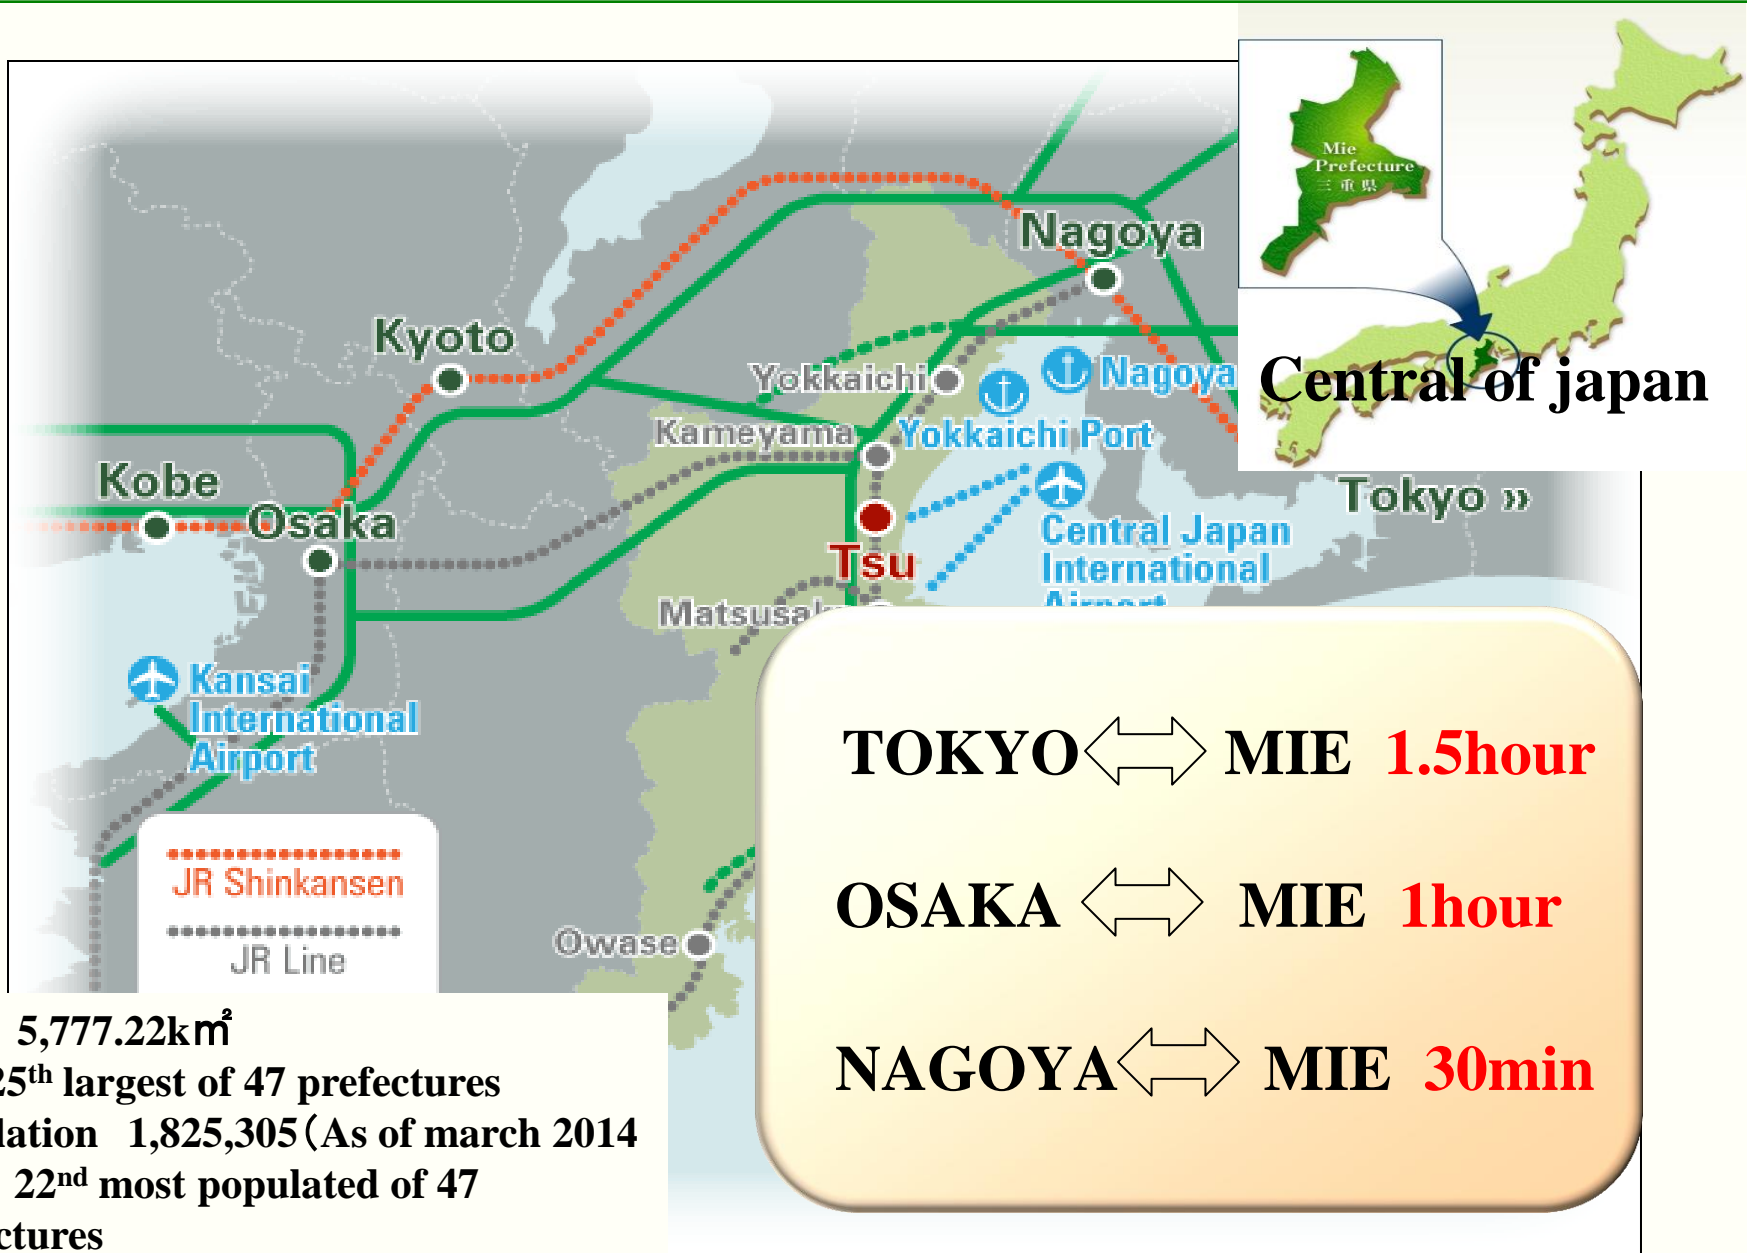 Mie
Prefecture
三重県
Central of japan
Nagoya
Kyoto
Yokkaichi
Nagoya
Kameyama
Yokkaichi Port
Kobe
Osaka
Tokyo »
Central Japan
International
Airport
Tsu
Matsusak
Kansai
International
Airport
TOKYO MIE 1.5hour
OSAKA MIE 1hour
NAGOYA MIE 30min
JR Shinkansen
JR Line
Owase
5,777.22k㎡
25th largest of 47 prefectures
lation 1,825,305（As of march 2014
22nd most populated of 47
ctures